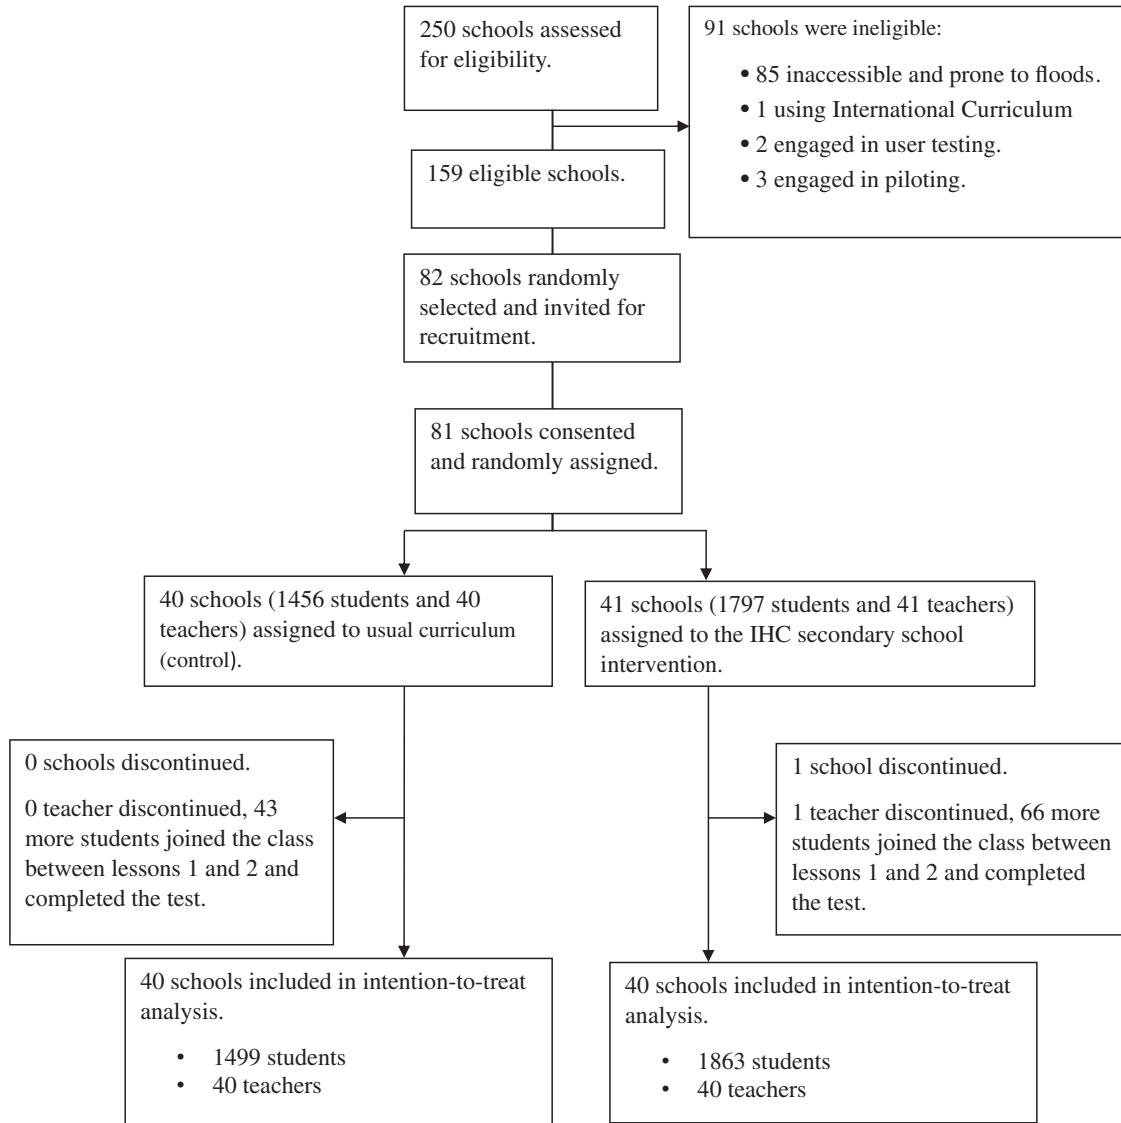 250 schools assessed
for eligibility.
91 schools were ineligible:
• 85 inaccessible and prone to floods.
• 1 using International Curriculum
• 2 engaged in user testing.
• 3 engaged in piloting.
159 eligible schools.
82 schools randomly
selected and invited for
recruitment.
81 schools consented
and randomly assigned.
40 schools (1456 students and 40
teachers) assigned to usual curriculum
(control).
41 schools (1797 students and 41 teachers)
assigned to the IHC secondary school
intervention.
0 schools discontinued.
0 teacher discontinued, 43
more students joined the class
between lessons 1 and 2 and
completed the test.
1 school discontinued.
1 teacher discontinued, 66 more
students joined the class between
lessons 1 and 2 and completed
the test.
40 schools included in intention-to-treat
analysis.
• 1499 students
• 40 teachers
40 schools included in intention-to-treat
analysis.
• 1863 students
• 40 teachers